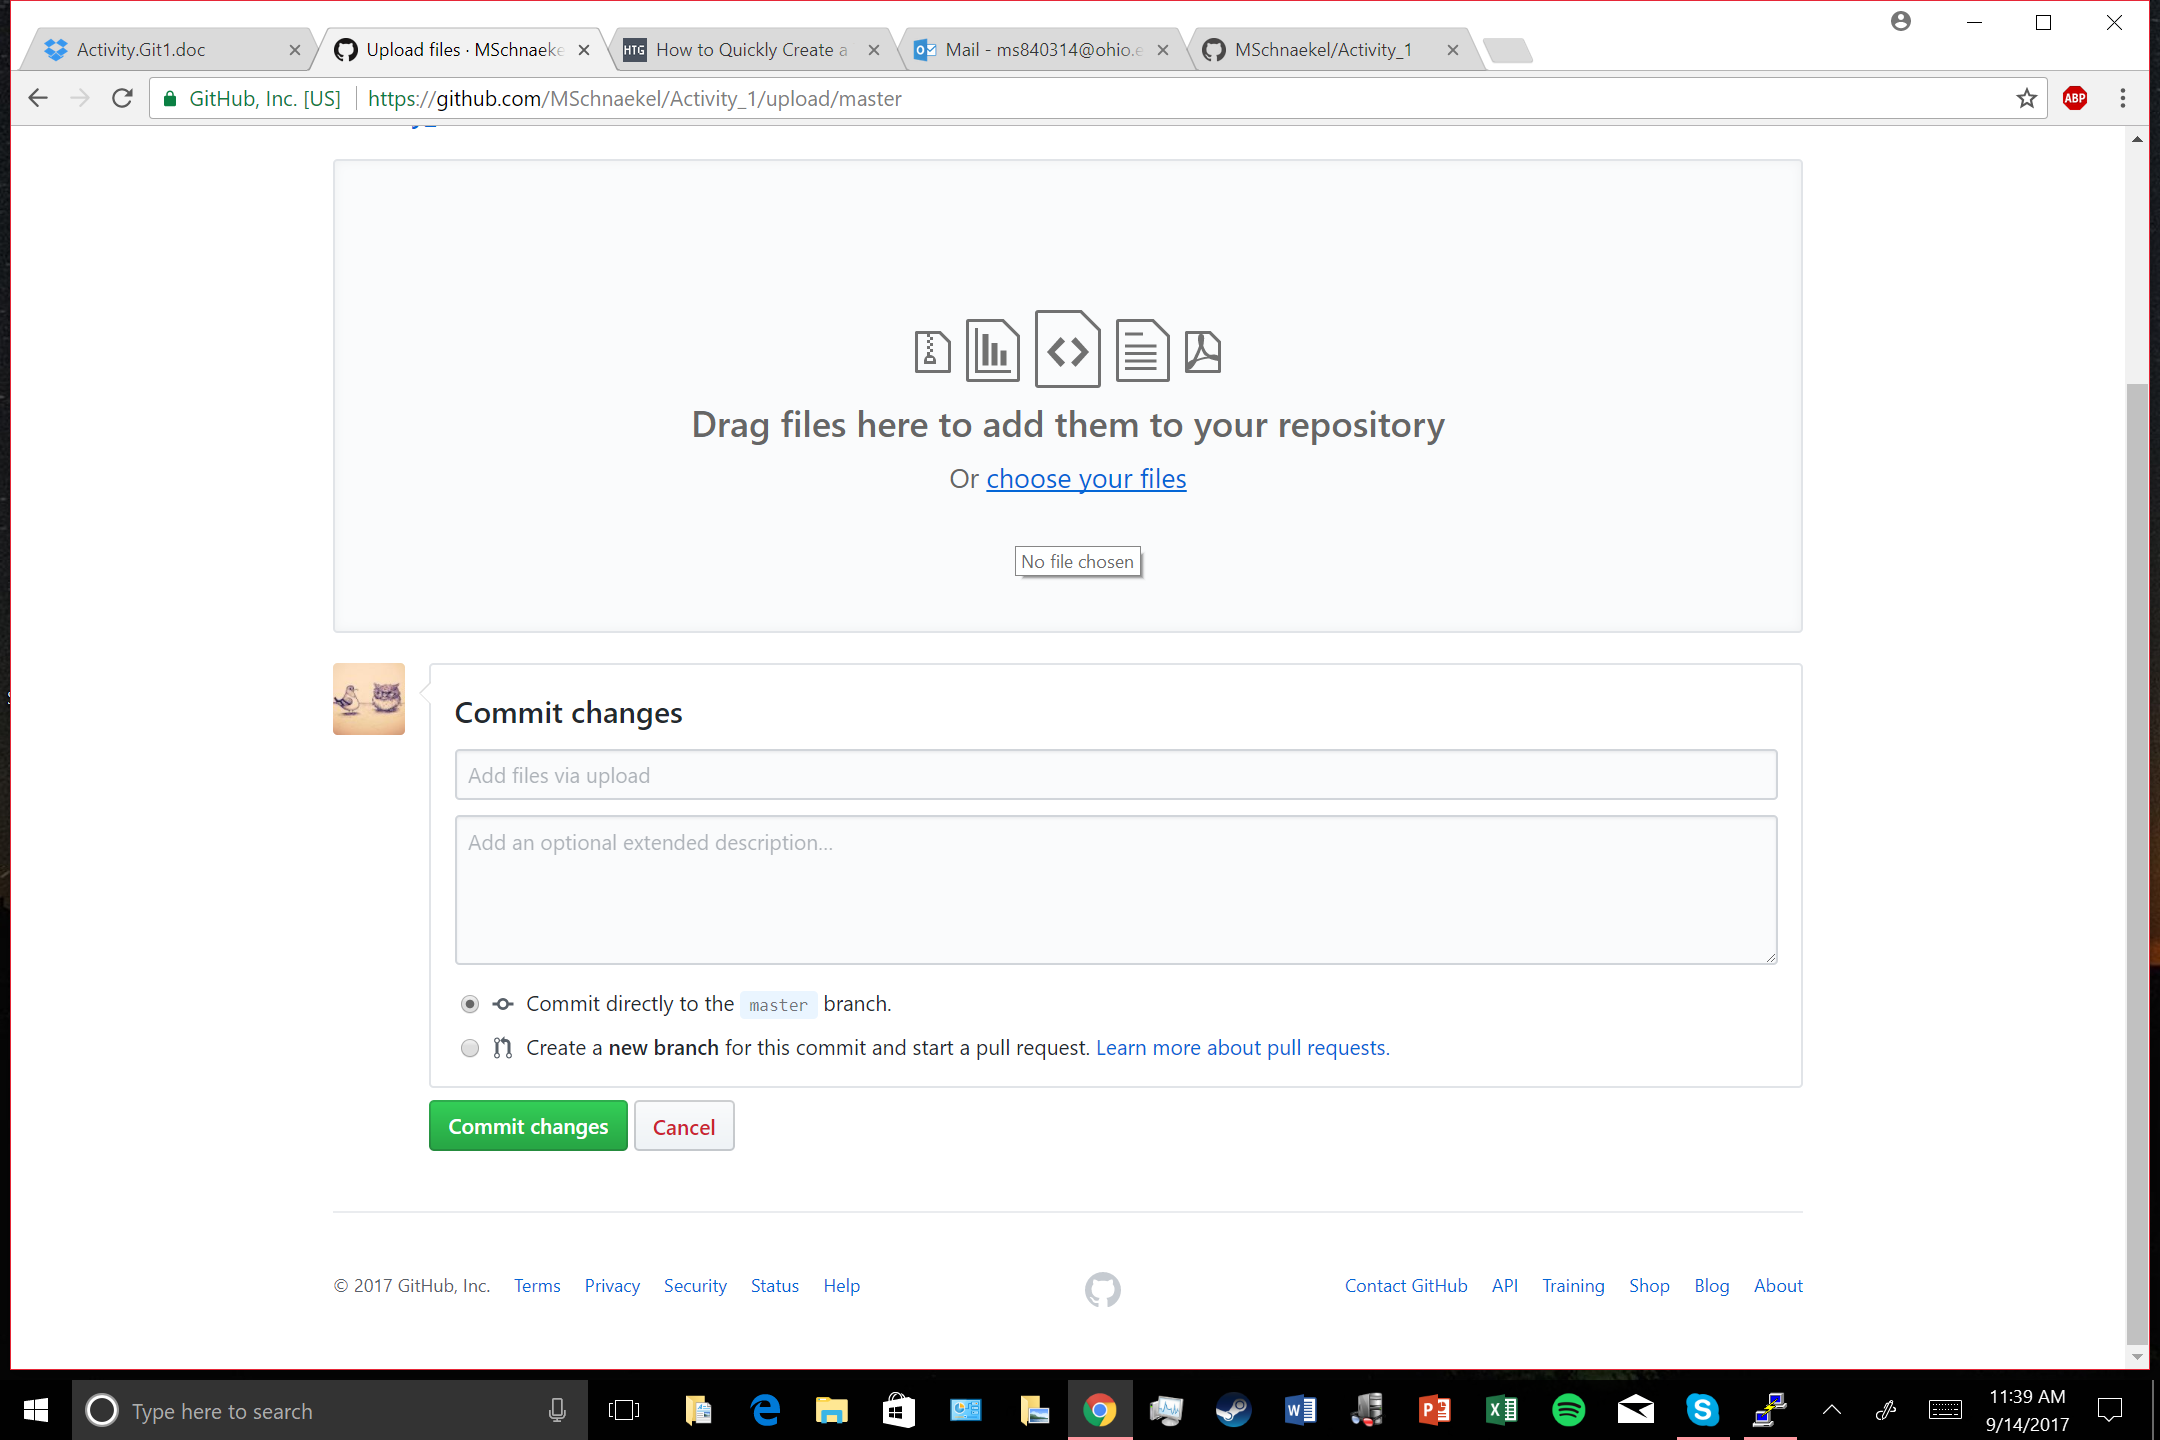 Activity.Git1.doc
Upload files · MSchnaeke
How to Quickly Create a
Mail - ms840314@ohio.e
MSchnaekel/Activity_1
HTG
GitHub, Inc. [US]
https://github.com/MSchnaekel/Activity_1/upload/master
ABP
Drag files here to add them to your repository
Or choose your files
No file chosen
Commit changes
Add files via upload
Add an optional extended description...
Commit directly to the master branch.
Create a new branch for this commit and start a pull request. Learn more about pull requests.
Commit changes
Cancel
© 2017 GitHub, Inc. Terms Privacy Security Status Help
Contact GitHub API Training Shop Blog About
Type here to search
11:39 AM
9/14/2017